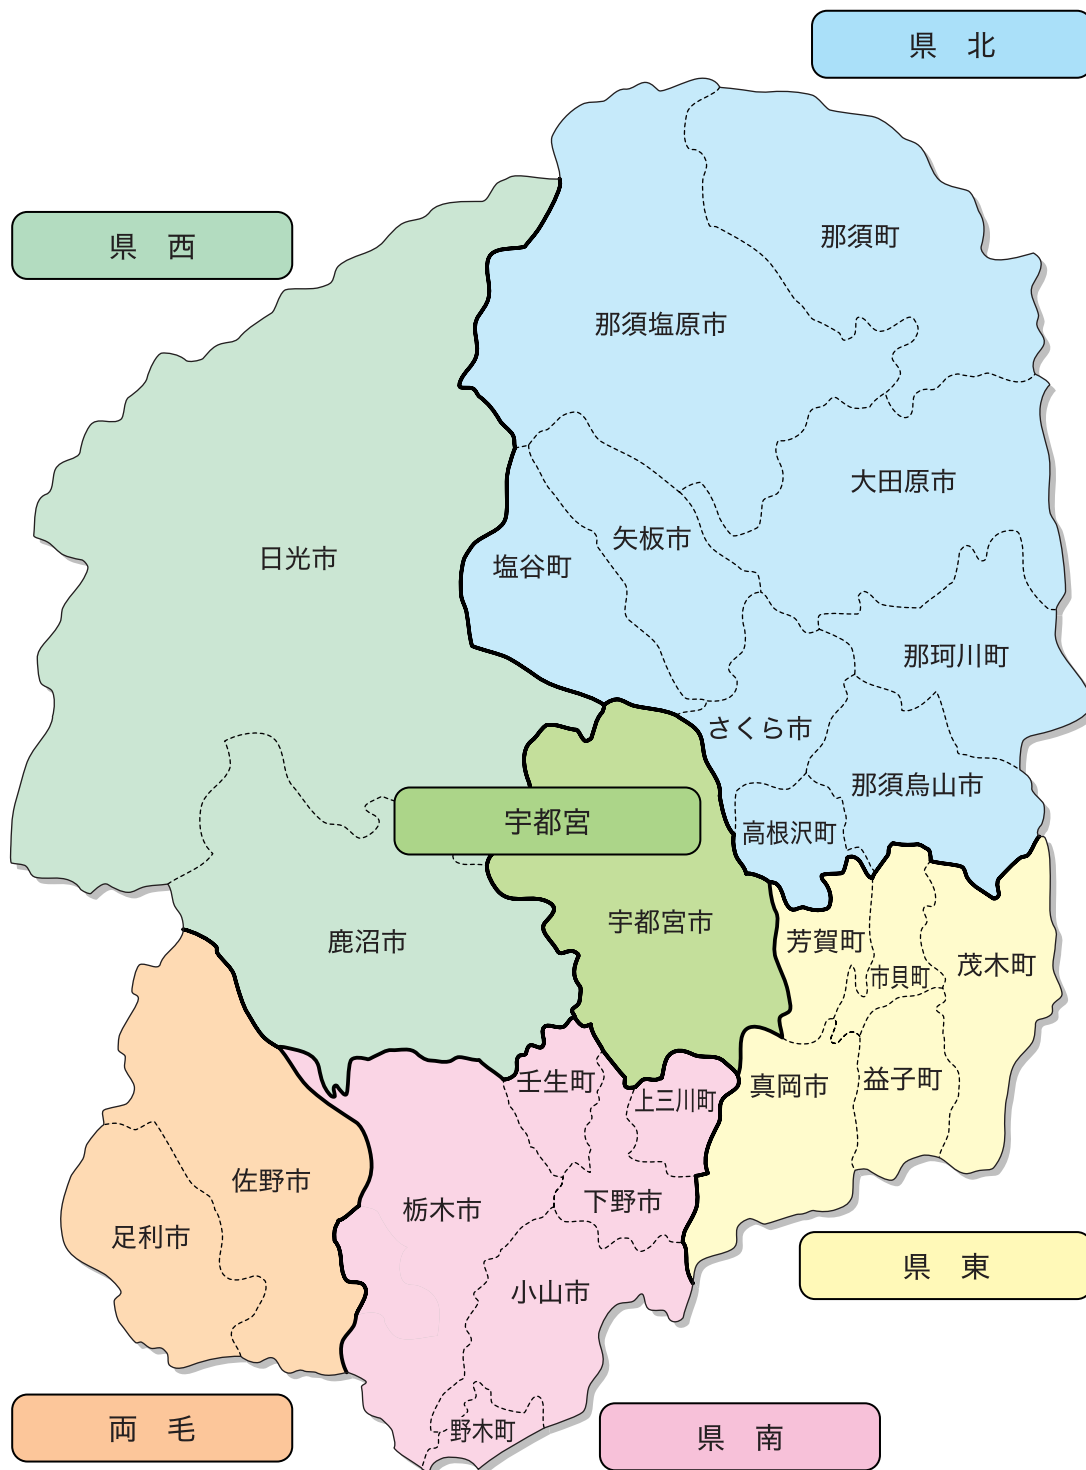 県　北
県　西
那須町
那須塩原市
大田原市
矢板市
日光市
塩谷町
那珂川町
さくら市
那須烏山市
宇都宮
高根沢町
宇都宮市
鹿沼市
芳賀町
市貝町
茂木町
壬生町
上三川町
真岡市
益子町
佐野市
栃木市
下野市
足利市
県　東
小山市
両　毛
野木町
県　南